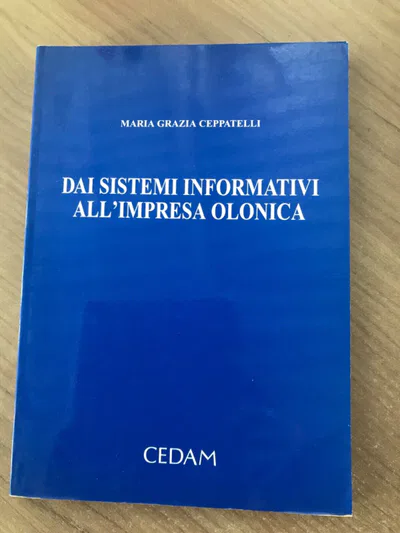 MARIA GRAZIA CEPPATELLI
DAI SISTEMI INFORMATIVI
ALL'IMPRESA OLONICA
CEDAM